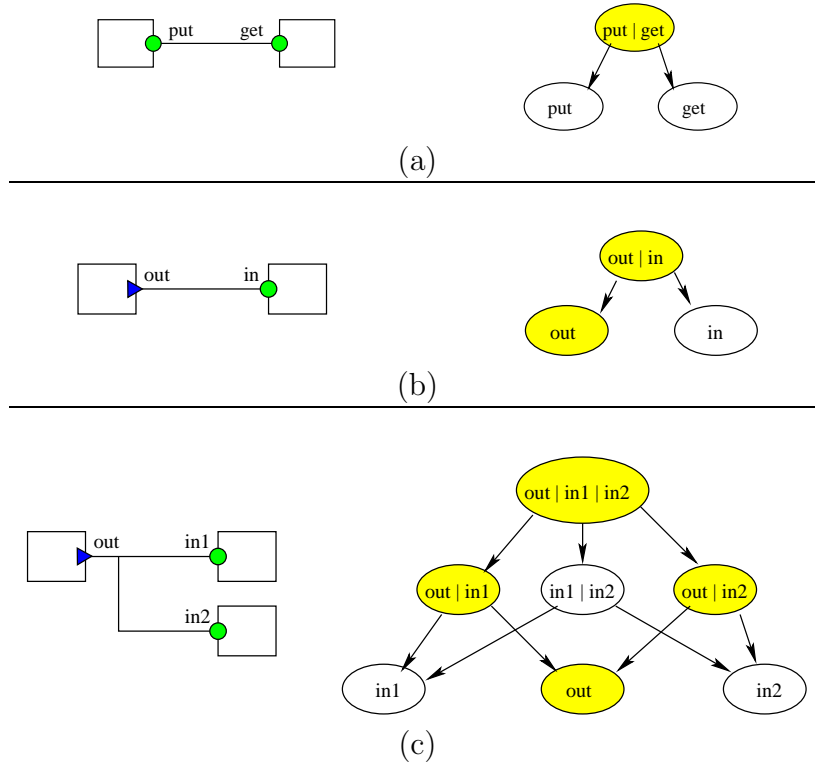 put get
put | get
put get
(a)
out in
out | in
out in
(b)
out | in1 | in2
out in1
out | in1 in1 | in2 out | in2
in2
in1 out in2
(c)